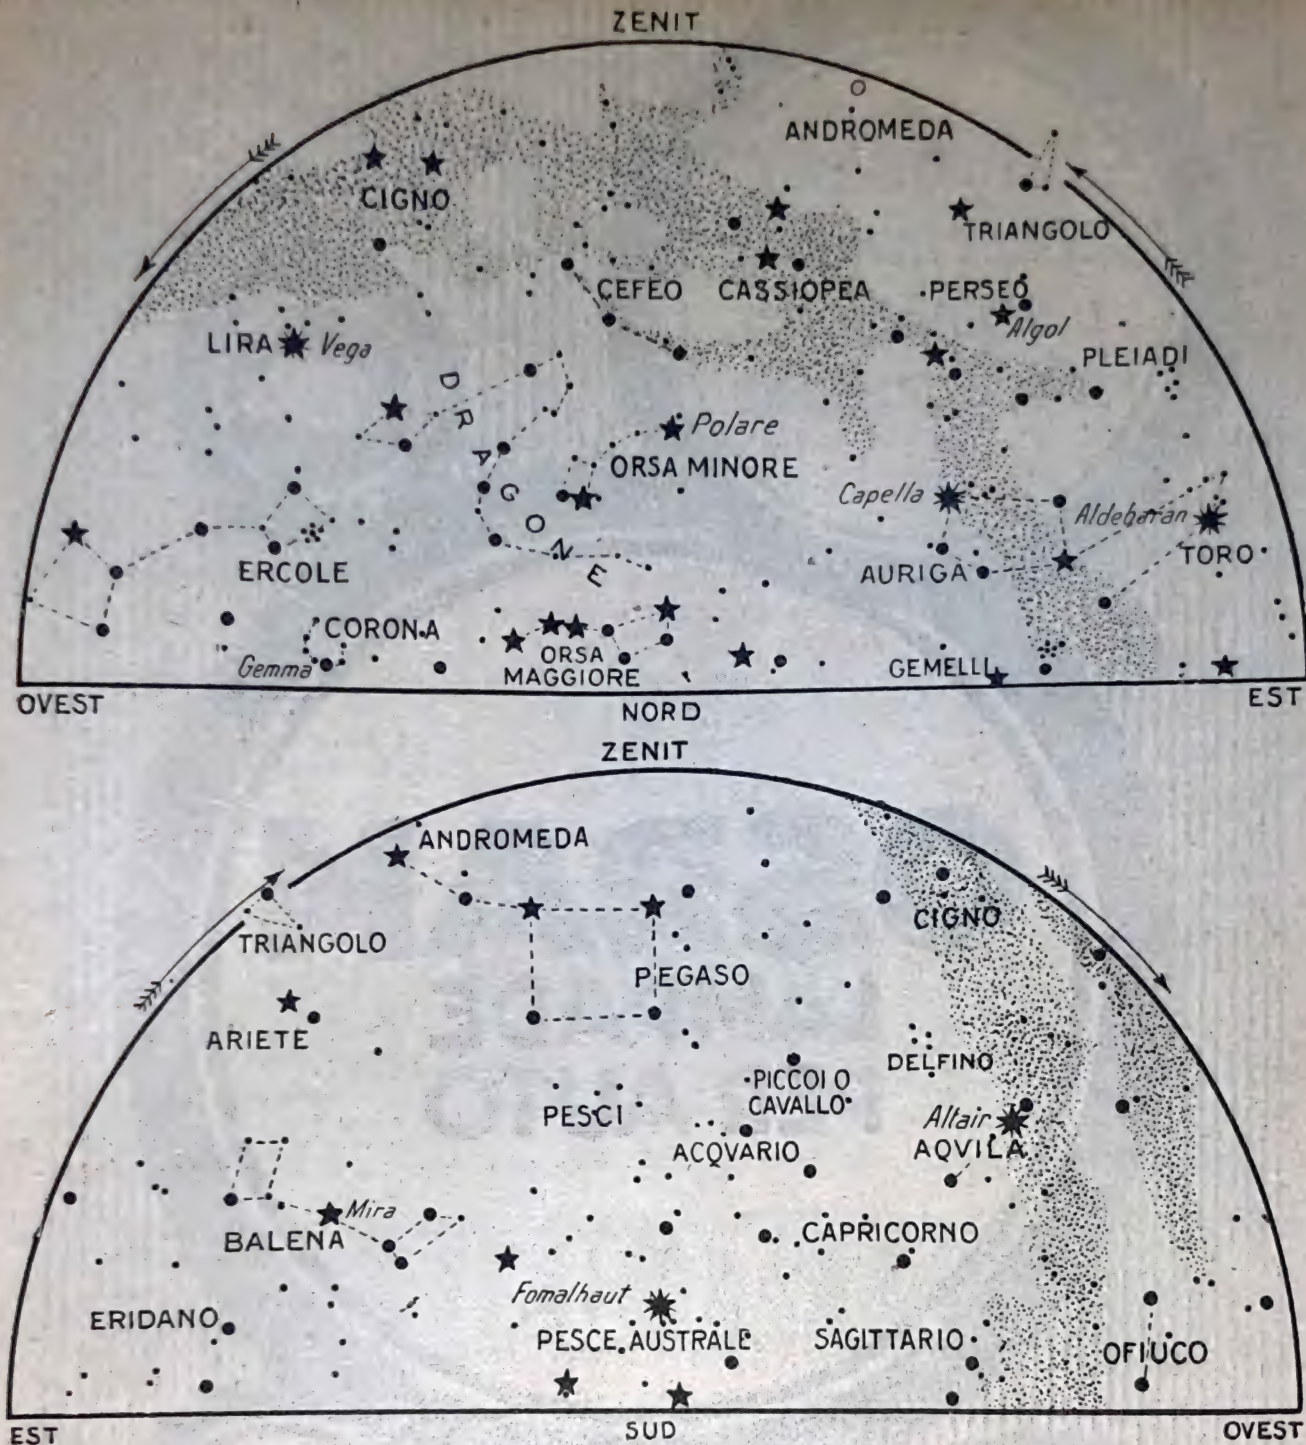 ZENIT
ANDROMEDA
CIGNO
TRIANGOLO
CEFEO CASSIOPEA PERSEO
Algol
LIRA Vega
PLEIADI
DRAGONE
Polare
ORSA MINORE
Capella
Aldebaran
TORO
ERCOLE
AURIGA
CORONA
Gemma
ORSA
MAGGIORE
GEMELLI
OVEST
NORD
EST
ZENIT
ANDROMEDA
CIGNO
TRIANGOLO
PEGASO
ARIETE
DELFINO
PICCOLO
CAVALLO
PESCI
Altair
ACQVARIO
AQVILA
Mira
BALENA
CAPRICORNO
Fomalhaut
ERIDANO
PESCE AUSTRALE
SAGITTARIO
OFIUCO
EST
SUD
OVEST